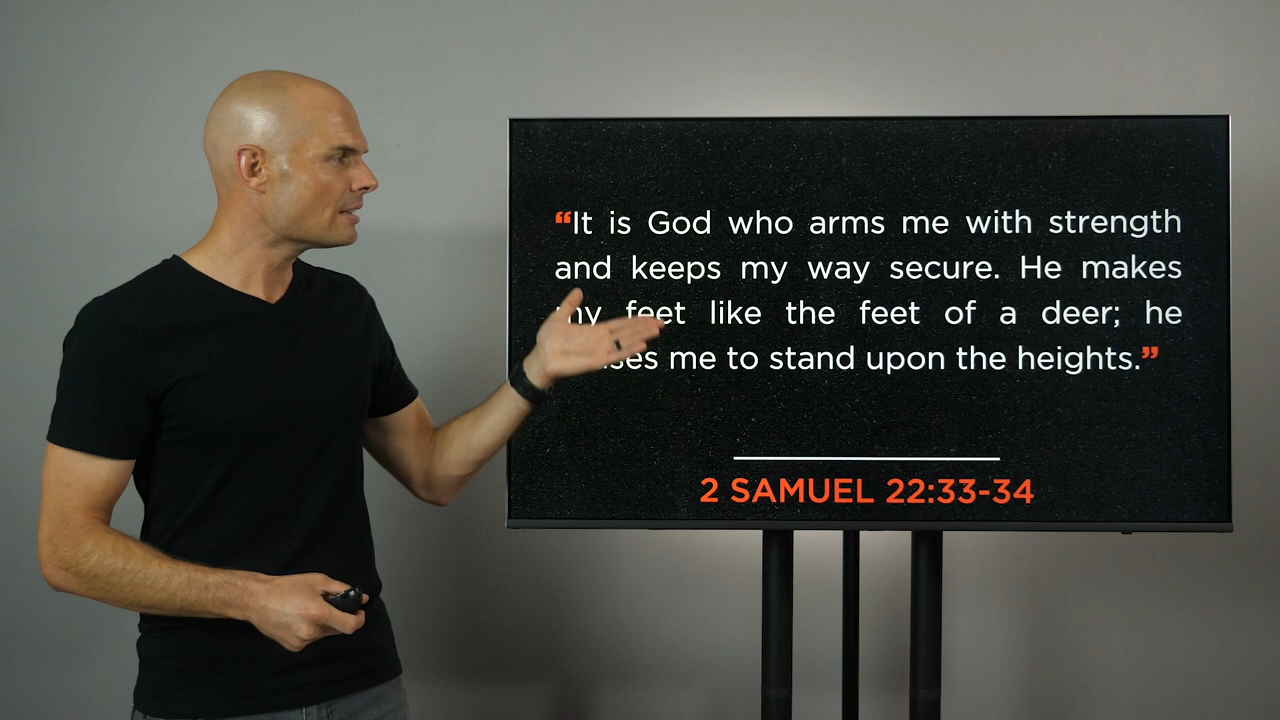 “It is God who arms me with strength
and keeps my way secure. He makes
my feet like the feet of a deer; he
me to stand upon the heights.”
2 SAMUEL 22:33-34